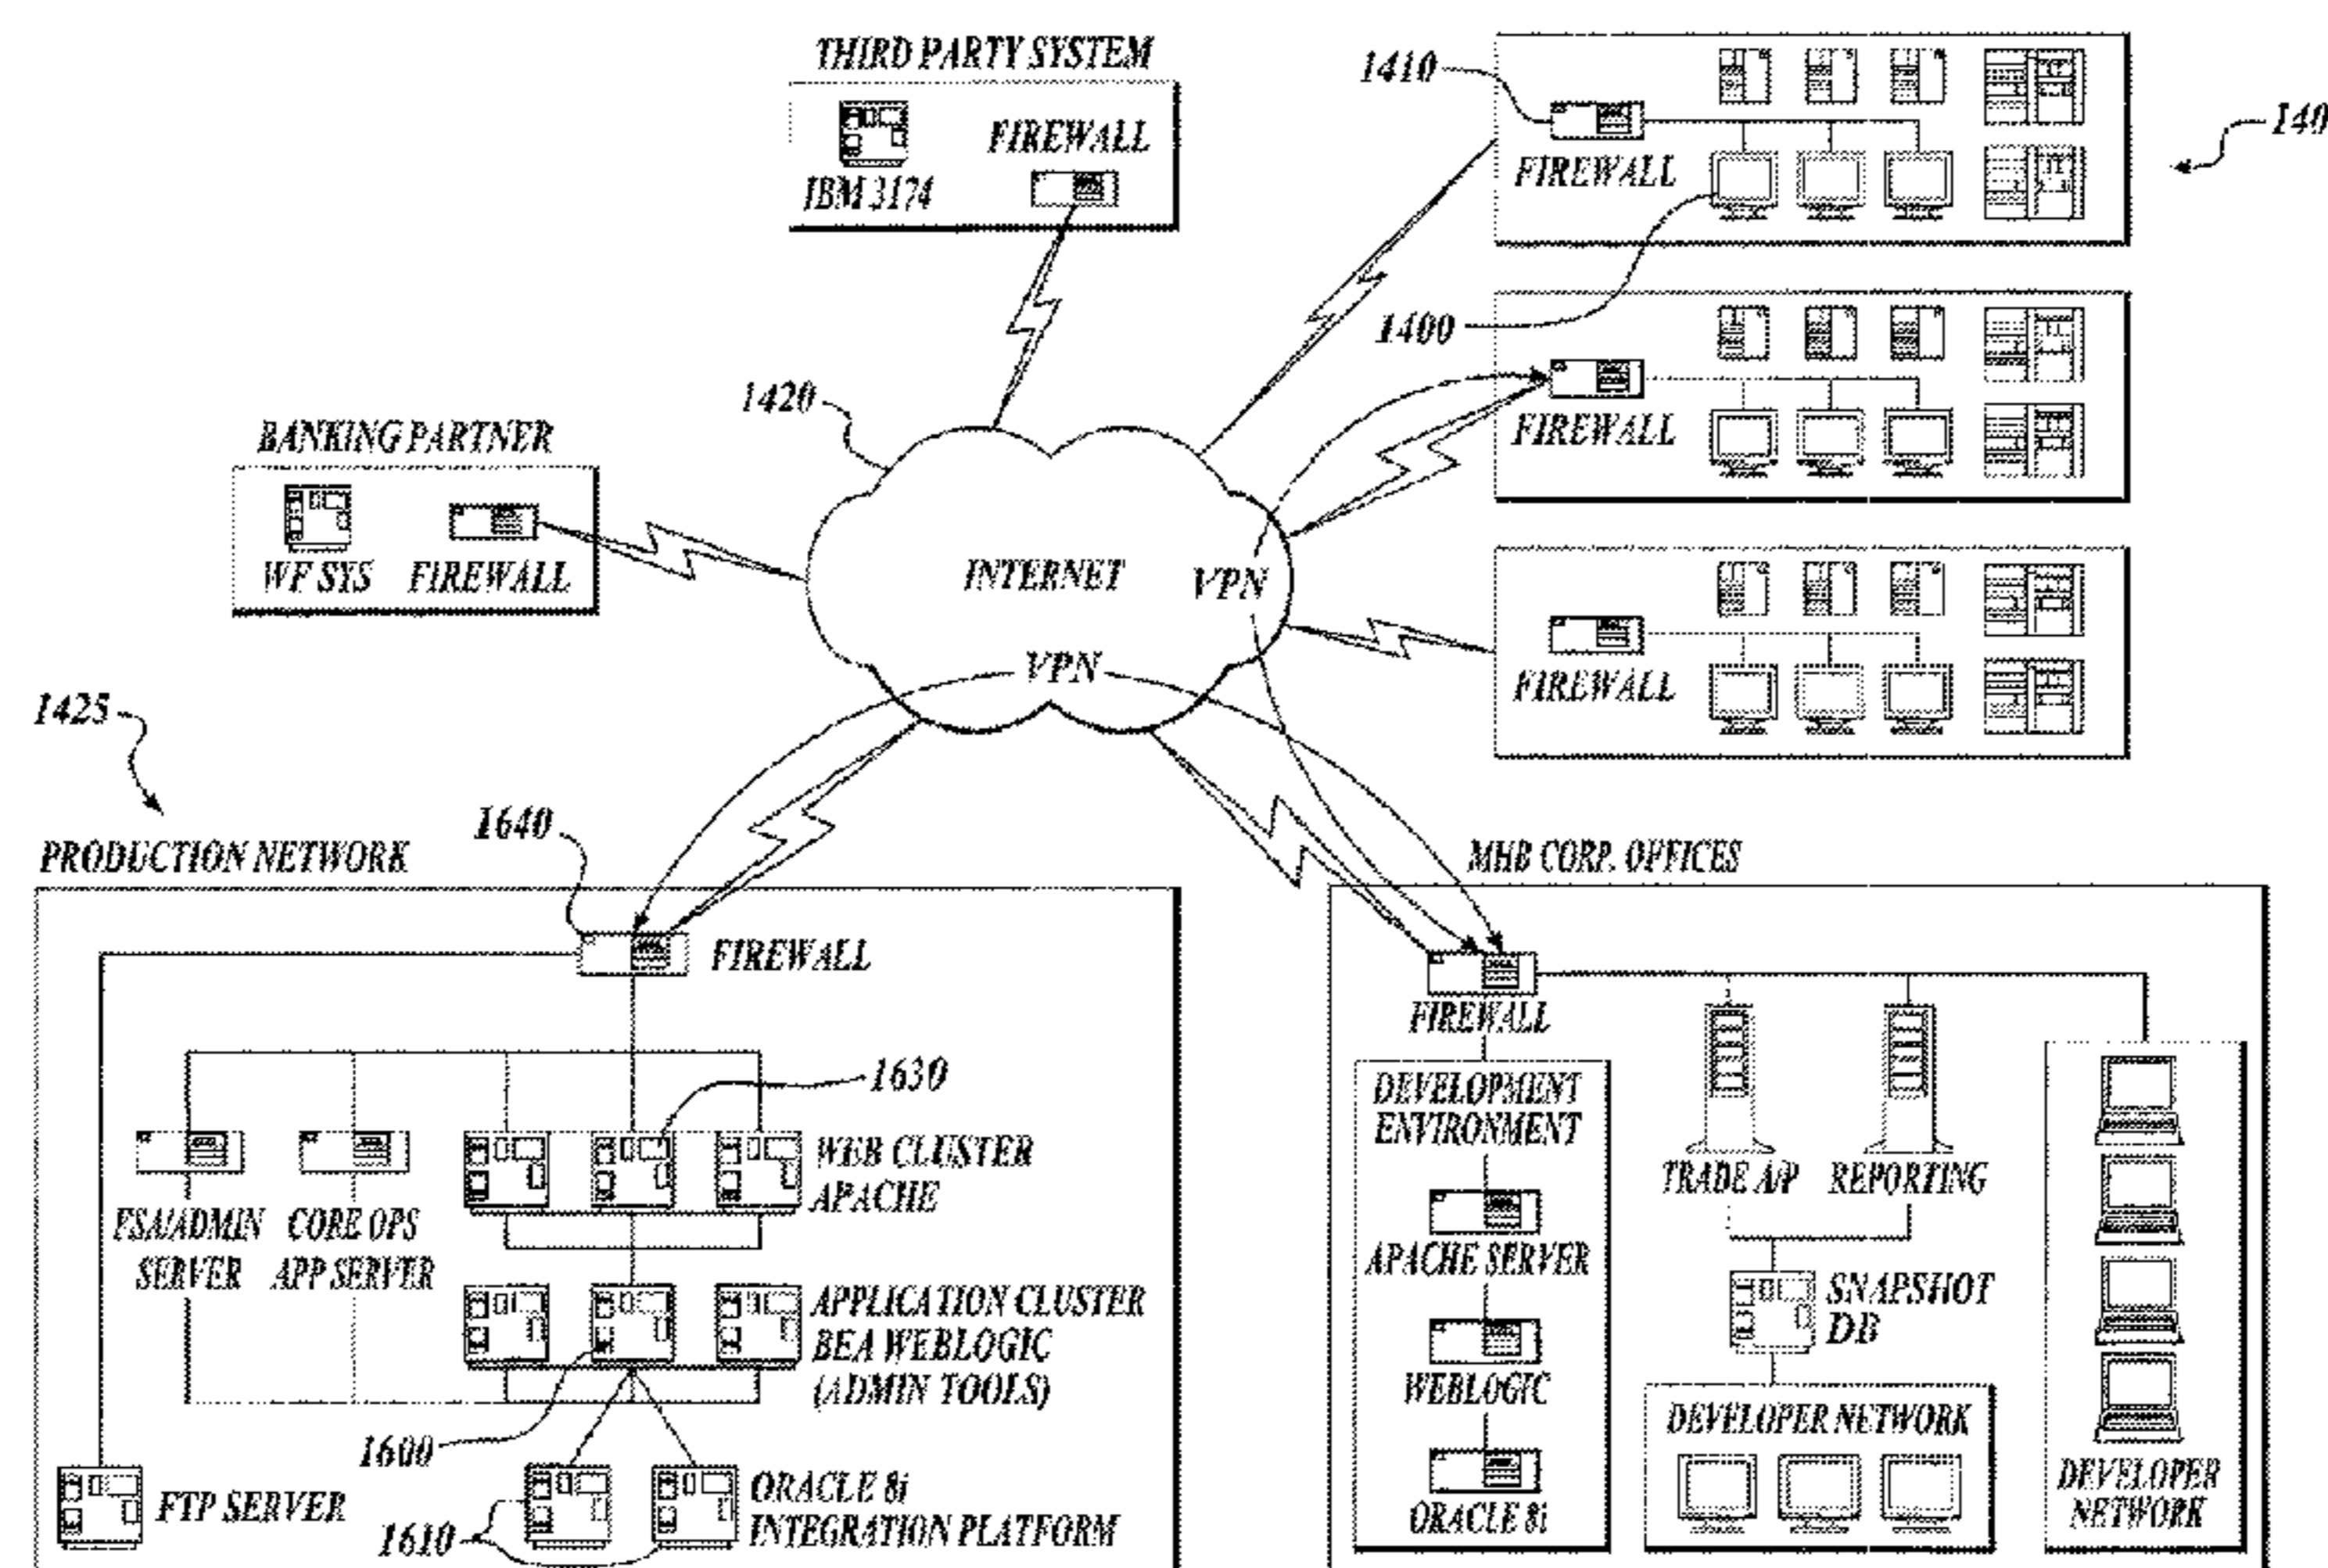 THIRD PARTY SYSTEM
IBM 3174
FIREWALL
1410
FIREWALL
140
1400
FIREWALL
1420
BANKING PARTNER
WF SYS
FIREWALL
INTERNET
VPN
VPN
FIREWALL
1425
PRODUCTION NETWORK
1640
FIREWALL
1630
WEB CLUSTER
APACHE
FSA/ADMIN
SERVER
CORE OPS
APP SERVER
APPLICATION CLUSTER
BEA WEBLOGIC
(ADMIN TOOLS)
1600
FTP SERVER
1610
ORACLE 8i
INTEGRATION PLATFORM
MHB CORP. OFFICES
FIREWALL
DEVELOPMENT
ENVIRONMENT
APACHE SERVER
WEBLOGIC
ORACLE 8i
TRADE A/P
REPORTING
SNAPSHOT
DB
DEVELOPER NETWORK
DEVELOPER
NETWORK